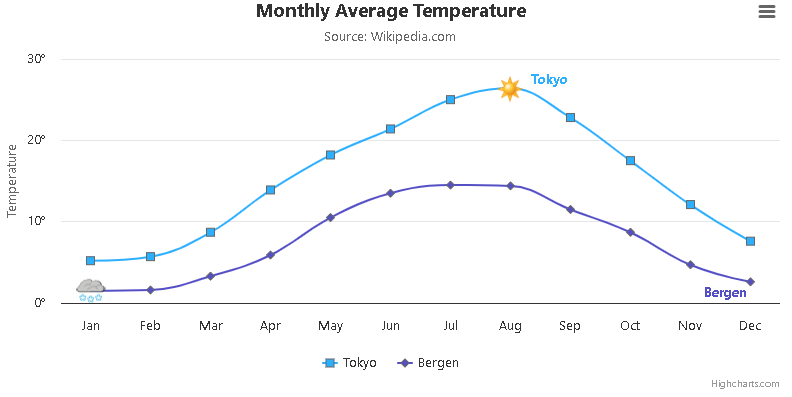 Monthly Average Temperature
Source: Wikipedia.com
30°
20°
10°
0°
Temperature
Tokyo
Bergen
Jan Feb Mar Apr May Jun Jul Aug Sep Oct Nov Dec
Tokyo Bergen
Highcharts.com